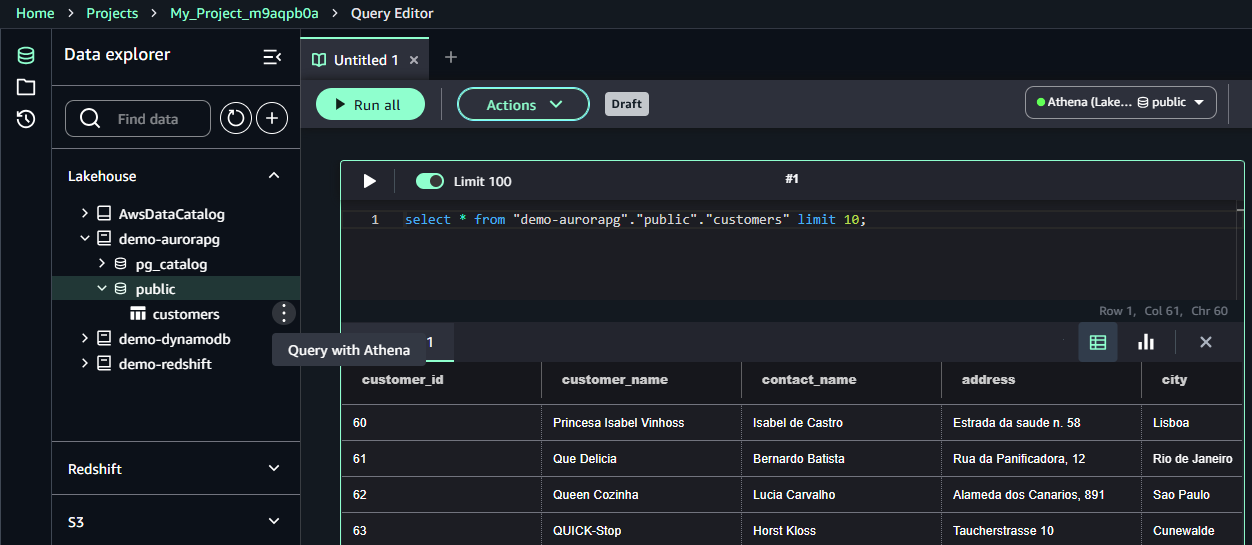 Home > Projects > My_Project_m9aqpb0a > Query Editor
Data explorer
Untitled 1
Run all
Actions
Draft
Athena (Lake... public
Find data
Lakehouse
AwsDataCatalog
demo-aurorapg
pg_catalog
public
customers
Query with Athena
demo-dynamodb
demo-redshift
Redshift
S3
Limit 100
#1
1 select * from "demo-aurorapg"."public"."customers" limit 10;
Row 1, Col 61, Chr 60
1
customer_id customer_name contact_name address city
60 Princesa Isabel Vinhoss Isabel de Castro Estrada da saude n. 58 Lisboa
61 Que Delicia Bernardo Batista Rua da Panificadora, 12 Rio de Janeiro
62 Queen Cozinha Lucia Carvalho Alameda dos Canarios, 891 Sao Paulo
63 QUICK-Stop Horst Kloss Taucherstrasse 10 Cunewalde